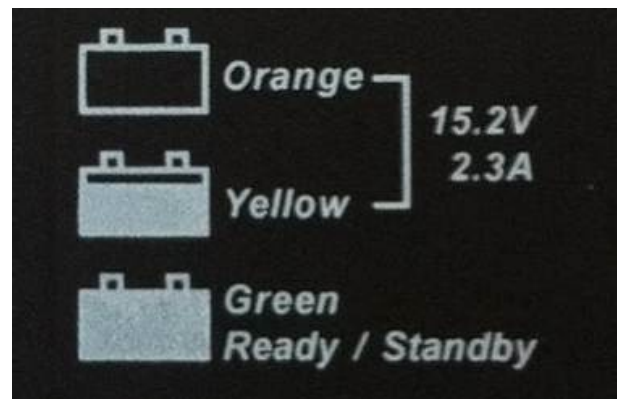 Orange
15.2V
2.3A
Yellow
Green
Ready / Standby